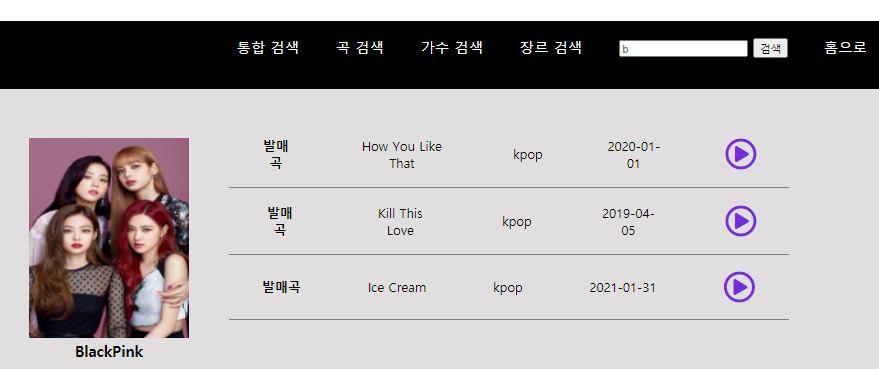 통합 검색 곡 검색 가수 검색 장르 검색 b 검색 홈으로
발매 How You Like kpop 2020-01-
곡 That 01
발매 Kill This kpop 2019-04-
곡 Love 05
발매곡 Ice Cream kpop 2021-01-31
BlackPink